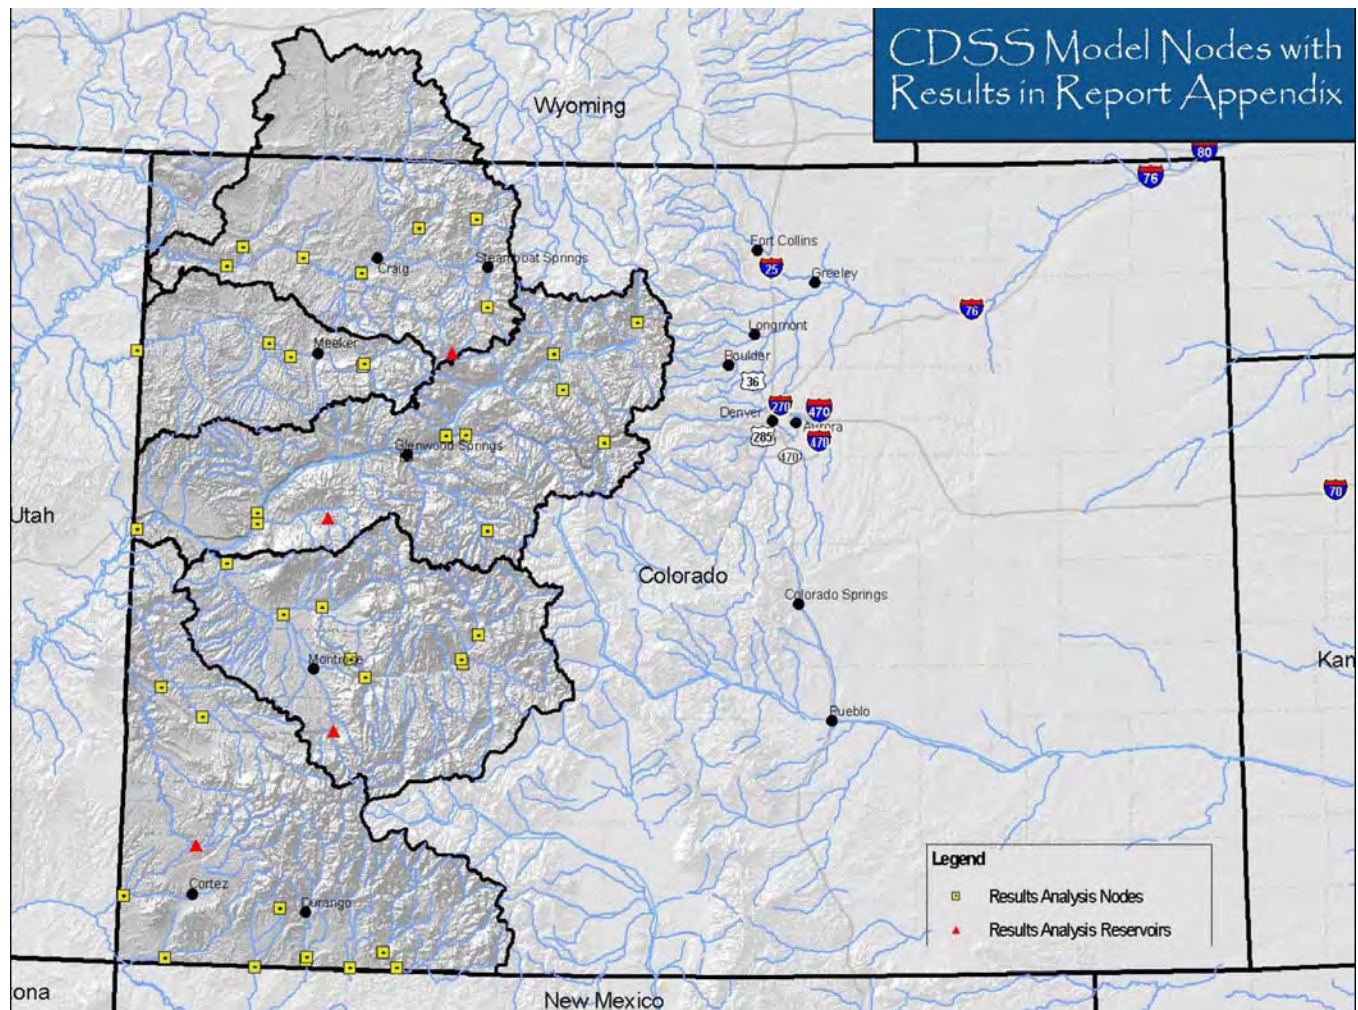 CDSS Model Nodes with
Results in Report Appendix
Wyoming
80
76
Fort Collins
25
Greeley
Craig
Steamboat Springs
76
Longmont
Meeker
Boulder
36
270
470
Denver
Aurora
285
470
470
Glenwood Springs
70
Utah
Colorado
Colorado Springs
Kan
Montrose
Pueblo
Legend
Cortez
Results Analysis Nodes
Durango
Results Analysis Reservoirs
ona
New Mexico